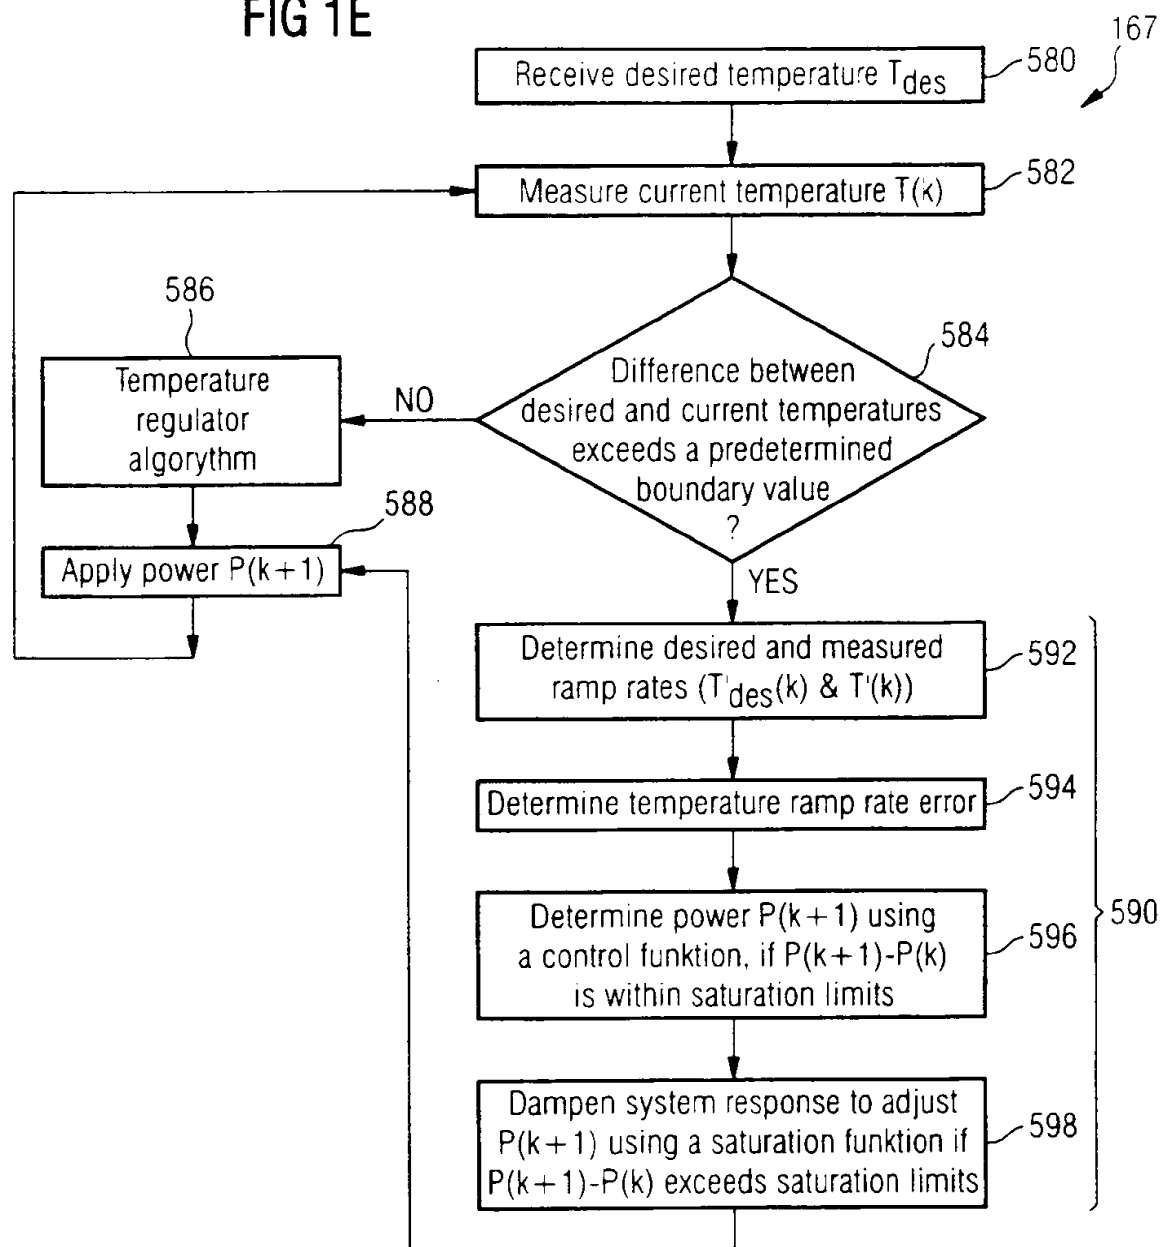 FIG 1E
167
Receive desired temperature Tdes
580
Measure current temperature T(k)
582
586
584
Difference between
desired and current temperatures
exceeds a predetermined
boundary value
?
NO
Temperature
regulator
algorythm
588
Apply power P(k+1)
YES
Determine desired and measured
ramp rates (T'des(k) & T'(k))
592
Determine temperature ramp rate error
594
Determine power P(k+1) using
a control funktion, if P(k+1)-P(k)
is within saturation limits
596
590
Dampen system response to adjust
P(k+1) using a saturation funktion if
P(k+1)-P(k) exceeds saturation limits
598